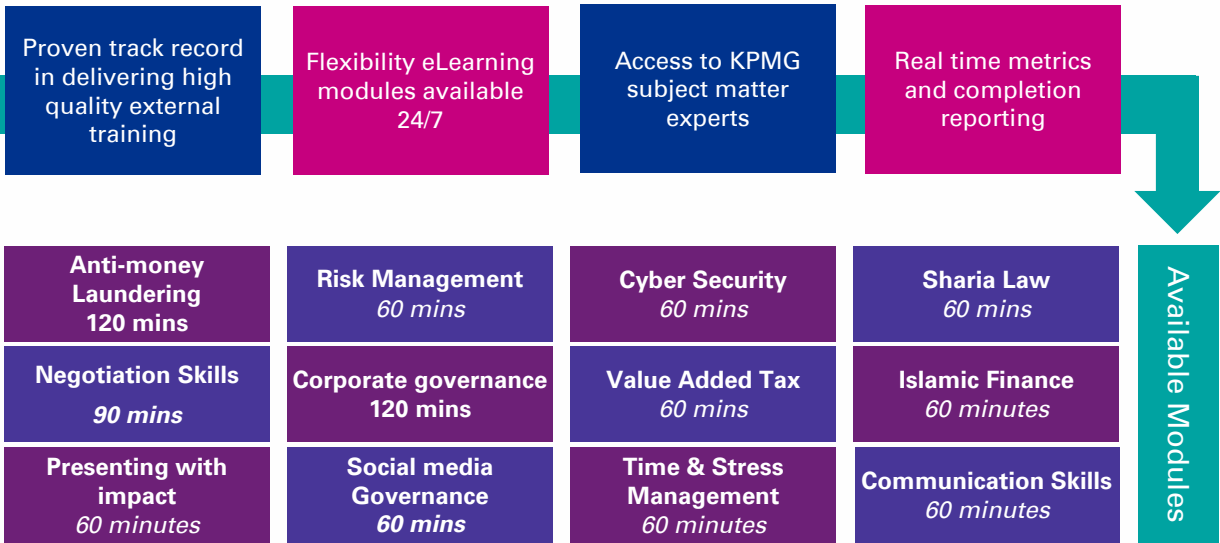 Proven track record
in delivering high
quality external
training
Flexibility eLearning
modules available
24/7
Access to KPMG
subject matter
experts
Real time metrics
and completion
reporting
Anti-money
Laundering
120 mins
Risk Management
60 mins
Cyber Security
60 mins
Sharia Law
60 mins
Negotiation Skills
90 mins
Corporate governance
120 mins
Value Added Tax
60 mins
Islamic Finance
60 minutes
Presenting with
impact
60 minutes
Social media
Governance
60 mins
Time & Stress
Management
60 minutes
Communication Skills
60 minutes
Available Modules